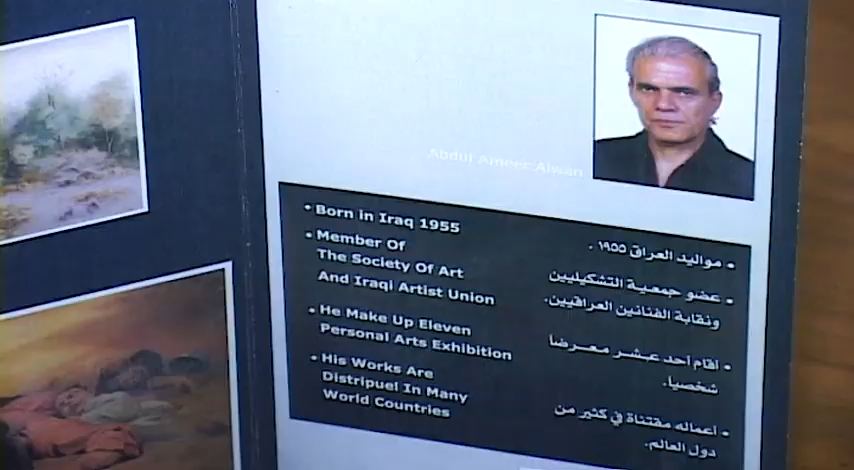 Abdul Ameer Alwan
• Born in Iraq 1955
• Member Of
The Society Of Art
And Iraqi Artist Union
• He Make Up Eleven
Personal Arts Exhibition
• His Works Are
Distripuel In Many
World Countries
• مواليد العراق ١٩٥٥ .
• عضو جمعية التشكيليين
ونقابة الفنانين العراقيين.
• اقام أحد عشر معرضا
شخصيا.
• اعماله مقتناة في كثير من
دول العالم.